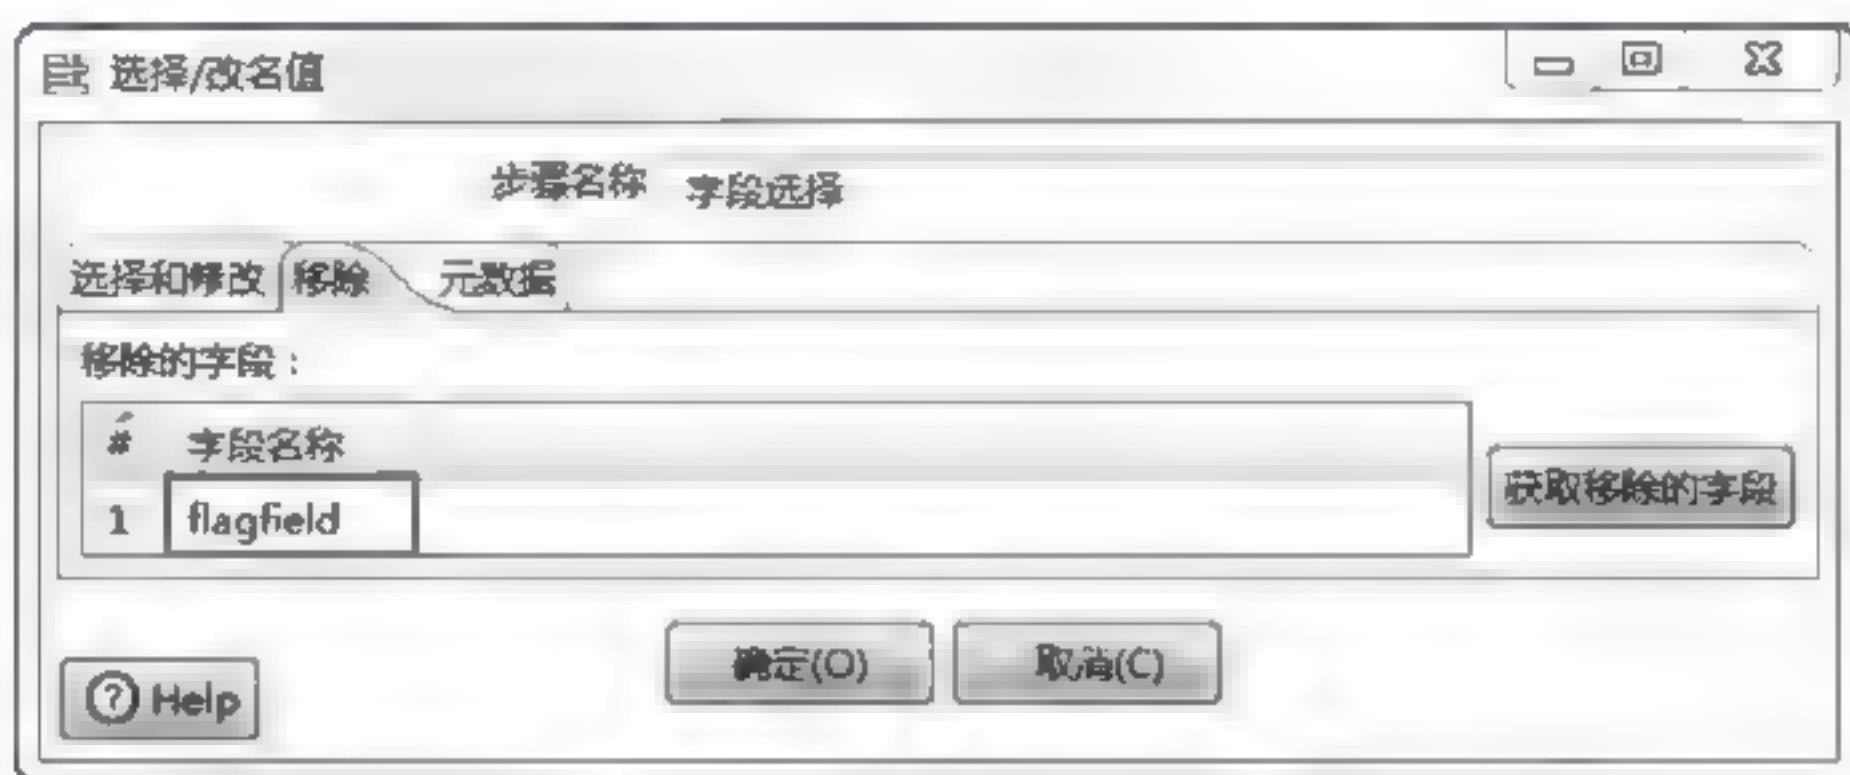 选择/改名值
步骤名称 字段选择
选择和修改 移除 元数据
移除的字段：
# 字段名称
1 flagfield
获取移除的字段
确定(O) 取消(C)
Help